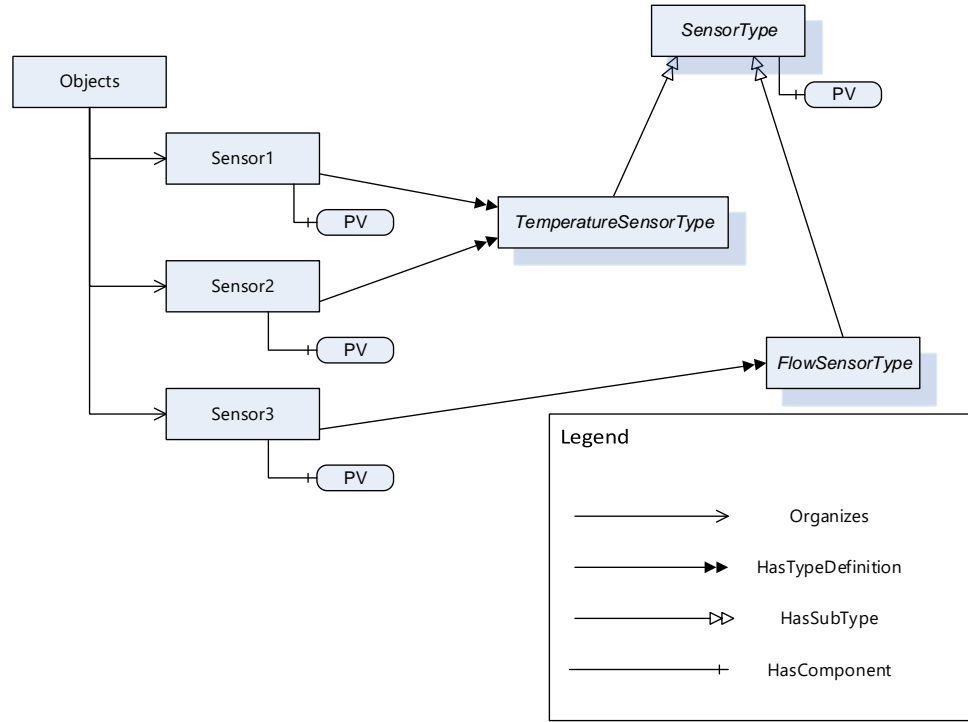 SensorType
Objects
PV
Sensor1
PV
TemperatureSensorType
Sensor2
PV
FlowSensorType
Sensor3
PV
Legend
Organizes
HasTypeDefinition
HasSubType
HasComponent